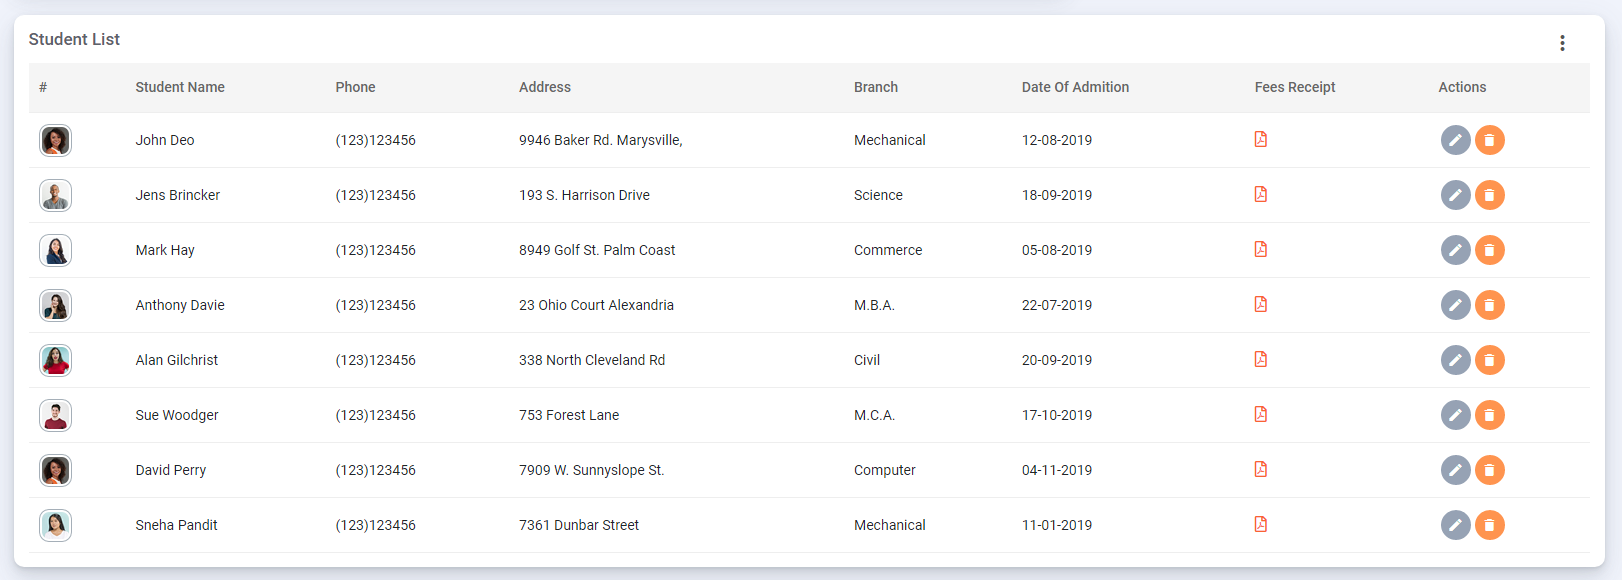 Student List
# Student Name Phone Address Branch Date Of Admition Fees Receipt Actions
John Deo (123)123456 9946 Baker Rd. Marysville, Mechanical 12-08-2019
Jens Brincker (123)123456 193 S. Harrison Drive Science 18-09-2019
Mark Hay (123)123456 8949 Golf St. Palm Coast Commerce 05-08-2019
Anthony Davie (123)123456 23 Ohio Court Alexandria M.B.A. 22-07-2019
Alan Gilchrist (123)123456 338 North Cleveland Rd Civil 20-09-2019
Sue Woodger (123)123456 753 Forest Lane M.C.A. 17-10-2019
David Perry (123)123456 7909 W. Sunnyslope St. Computer 04-11-2019
Sneha Pandit (123)123456 7361 Dunbar Street Mechanical 11-01-2019